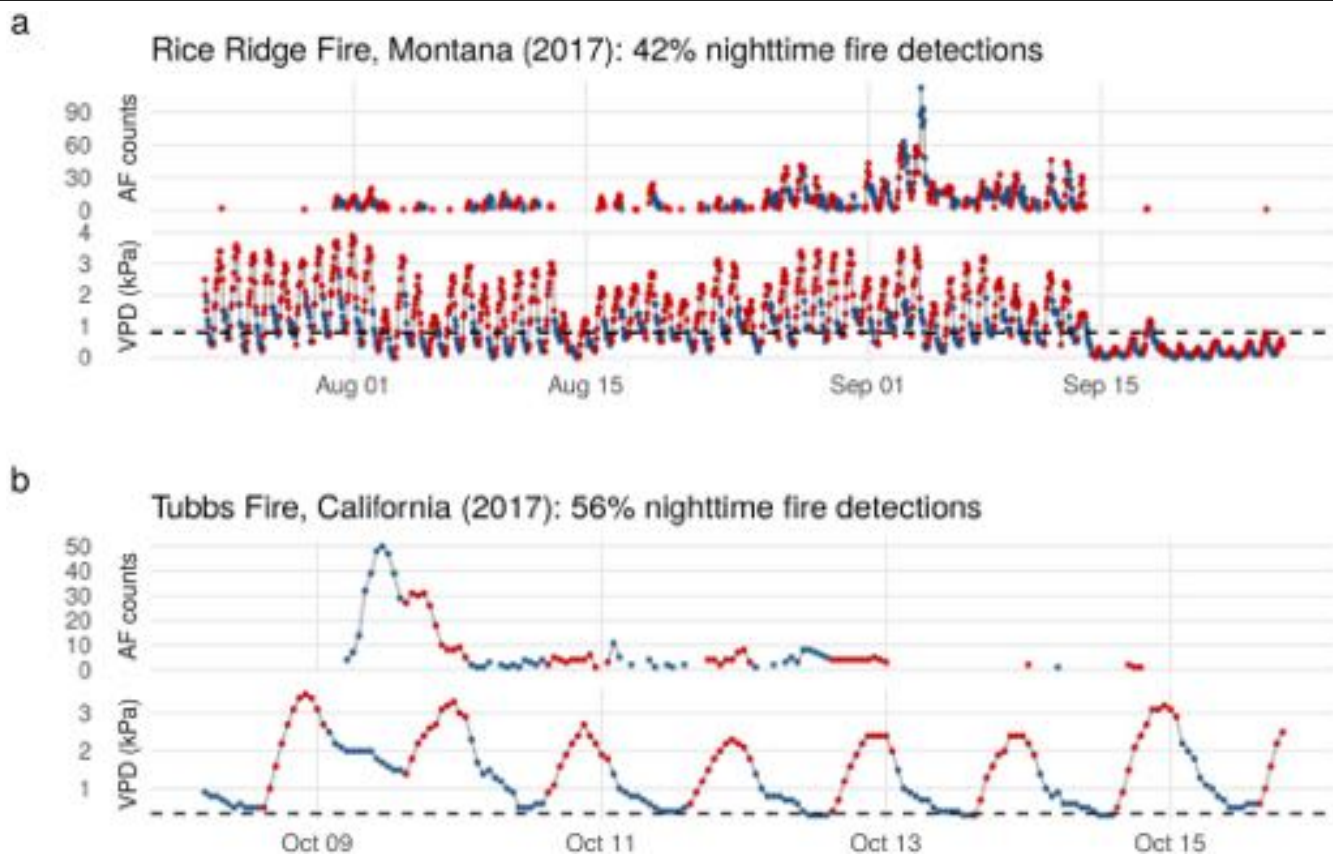 a
Rice Ridge Fire, Montana (2017): 42% nighttime fire detections
AF counts
90
60
30
0
VPD (kPa)
4
3
2
1
0
Aug 01 Aug 15 Sep 01 Sep 15
b
Tubbs Fire, California (2017): 56% nighttime fire detections
AF counts
50
40
30
20
10
0
VPD (kPa)
3
2
1
Oct 09 Oct 11 Oct 13 Oct 15